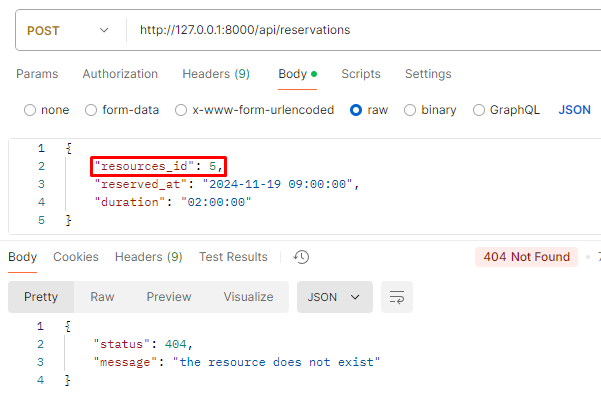 POST http://127.0.0.1:8000/api/reservations
Params Authorization Headers (9) Body Scripts Settings
none form-data x-www-form-urlencoded raw binary GraphQL JSON
1 {
2 "resources_id": 5,
3 "reserved_at": "2024-11-19 09:00:00",
4 "duration": "02:00:00"
5 }
Body Cookies Headers (9) Test Results 404 Not Found
Pretty Raw Preview Visualize JSON
1 {
2 "status": 404,
3 "message": "the resource does not exist"
4 }